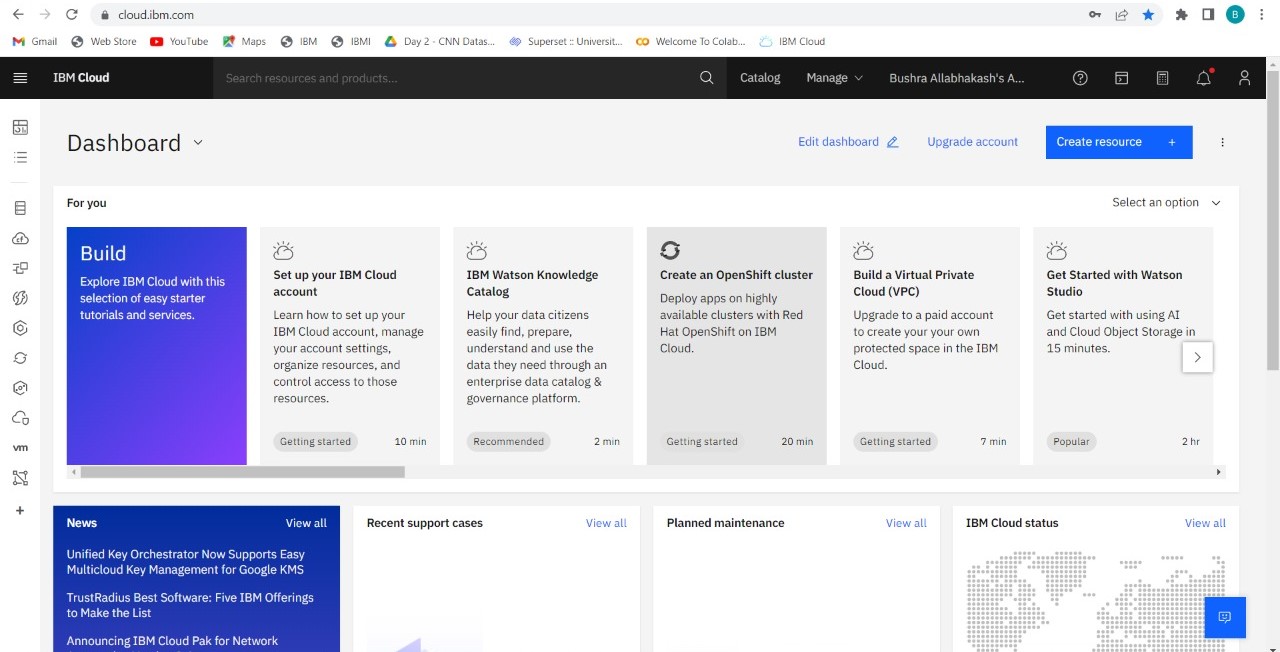 cloud.ibm.com
B
Gmail Web Store YouTube Maps IBM IBMI Day 2 - CNN Datas... Superset :: Universit... Welcome To Colab... IBM Cloud
IBM Cloud Search resources and products... Catalog Manage Bushra Allabhakash's A...
Dashboard
Edit dashboard Upgrade account Create resource +
For you
Select an option
Build
Explore IBM Cloud with this
selection of easy starter
tutorials and services.
Set up your IBM Cloud
account
Learn how to set up your
IBM Cloud account, manage
your account settings,
organize resources, and
control access to those
resources.
Getting started 10 min
IBM Watson Knowledge
Catalog
Help your data citizens
easily find, prepare,
understand and use the
data they need through an
enterprise data catalog &
governance platform.
Recommended 2 min
Create an OpenShift cluster
Deploy apps on highly
available clusters with Red
Hat OpenShift on IBM
Cloud.
Getting started 20 min
Build a Virtual Private
Cloud (VPC)
Upgrade to a paid account
to create your your own
protected space in the IBM
Cloud.
Getting started 7 min
Get Started with Watson
Studio
Get started with using AI
and Cloud Object Storage in
15 minutes.
Popular 2 hr
vm
News View all
Unified Key Orchestrator Now Supports Easy
Multicloud Key Management for Google KMS
TrustRadius Best Software: Five IBM Offerings
to Make the List
Announcing IBM Cloud Pak for Network
Recent support cases View all
Planned maintenance View all
IBM Cloud status View all